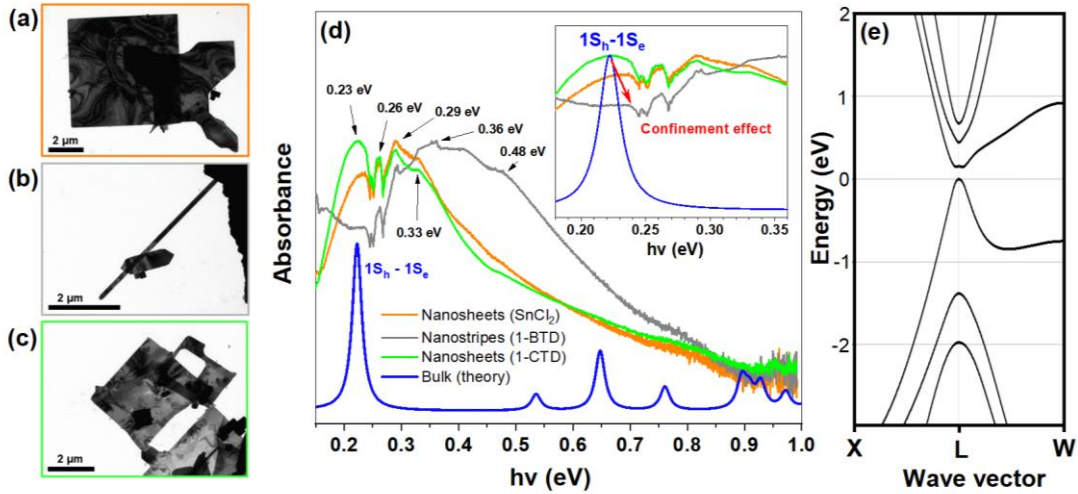 (a)
2 μm
(b)
2 μm
(c)
2 μm
(d)
Absorbance
0.23 eV
0.26 eV
0.29 eV
0.36 eV
0.48 eV
0.33 eV
1Sh - 1Se
Nanosheets (SnCl2)
Nanostripes (1-BTD)
Nanosheets (1-CTD)
Bulk (theory)
0.2 0.3 0.4 0.5 0.6 0.7 0.8 0.9 1.0
hν (eV)
1Sh-1Se
Confinement effect
0.20 0.25 0.30 0.35
hν (eV)
(e)
Energy (eV)
2
1
0
-1
-2
X L W
Wave vector